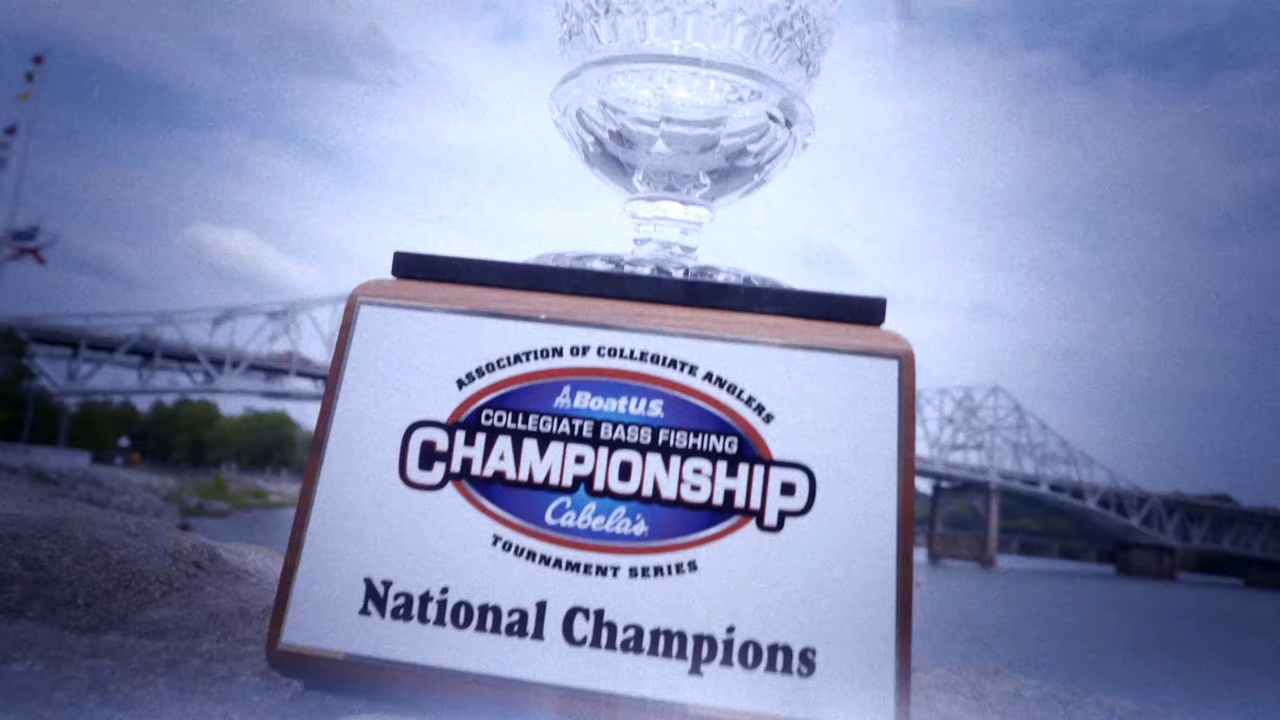 ASSOCIATION OF COLLEGIATE ANGLERS
BoatU.S.
COLLEGIATE BASS FISHING
CHAMPIONSHIP
Cabela's
TOURNAMENT SERIES
National Champions